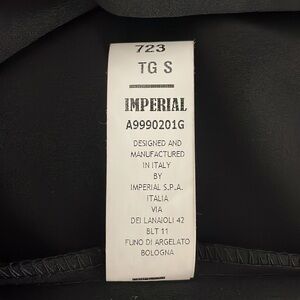 723
TG S
IMPERIAL
A9990201G
DESIGNED AND
MANUFACTURED
IN ITALY
BY
IMPERIAL S.P.A.
ITALIA
VIA
DEI LANAIOLI 42
BLT 11
FUNO DI ARGELATO
BOLOGNA